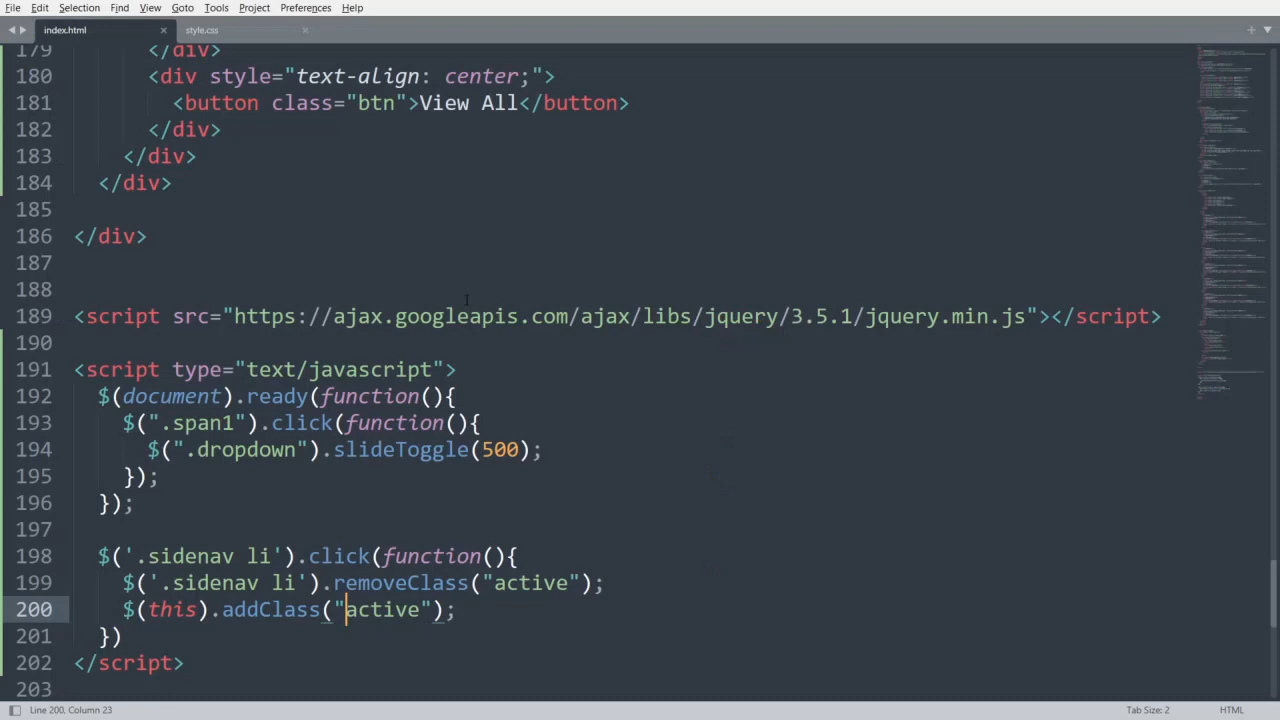 File Edit Selection Find View Goto Tools Project Preferences Help
index.html × style.css ×
179 </div>
180 <div style="text-align: center;">
181 <button class="btn">View All</button>
182 </div>
183 </div>
184 </div>
185
186 </div>
187
188
189 <script src="https://ajax.googleapis.com/ajax/libs/jquery/3.5.1/jquery.min.js"></script>
190
191 <script type="text/javascript">
192 $(document).ready(function(){
193 $(".span1").click(function(){
194 $(".dropdown").slideToggle(500);
195 });
196 });
197
198 $('.sidenav li').click(function(){
199 $('.sidenav li').removeClass("active");
200 $(this).addClass("active");
201 })
202 </script>
203
Line 200, Column 23 Tab Size: 2 HTML